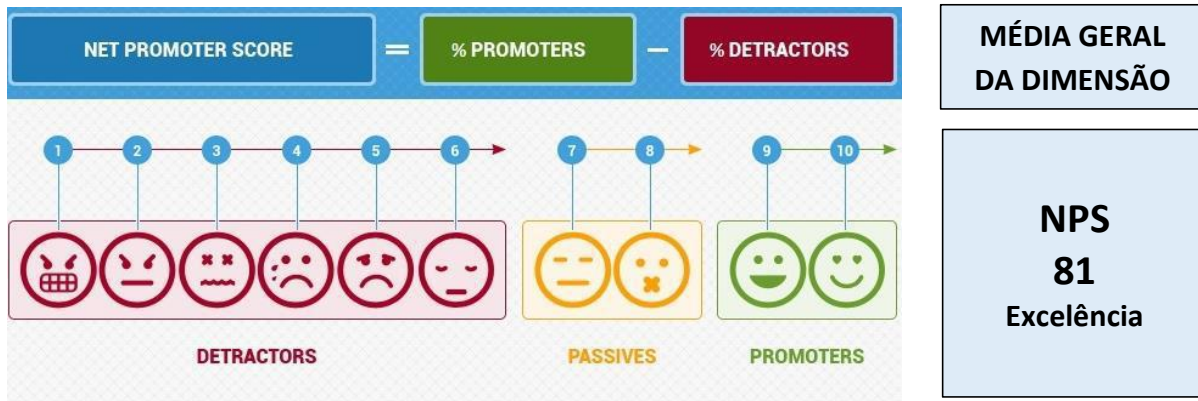 NET PROMOTER SCORE = % PROMOTERS – % DETRACTORS
1 2 3 4 5 6 7 8 9 10
DETRACTORS PASSIVES PROMOTERS
MÉDIA GERAL
DA DIMENSÃO
NPS
81
Excelência